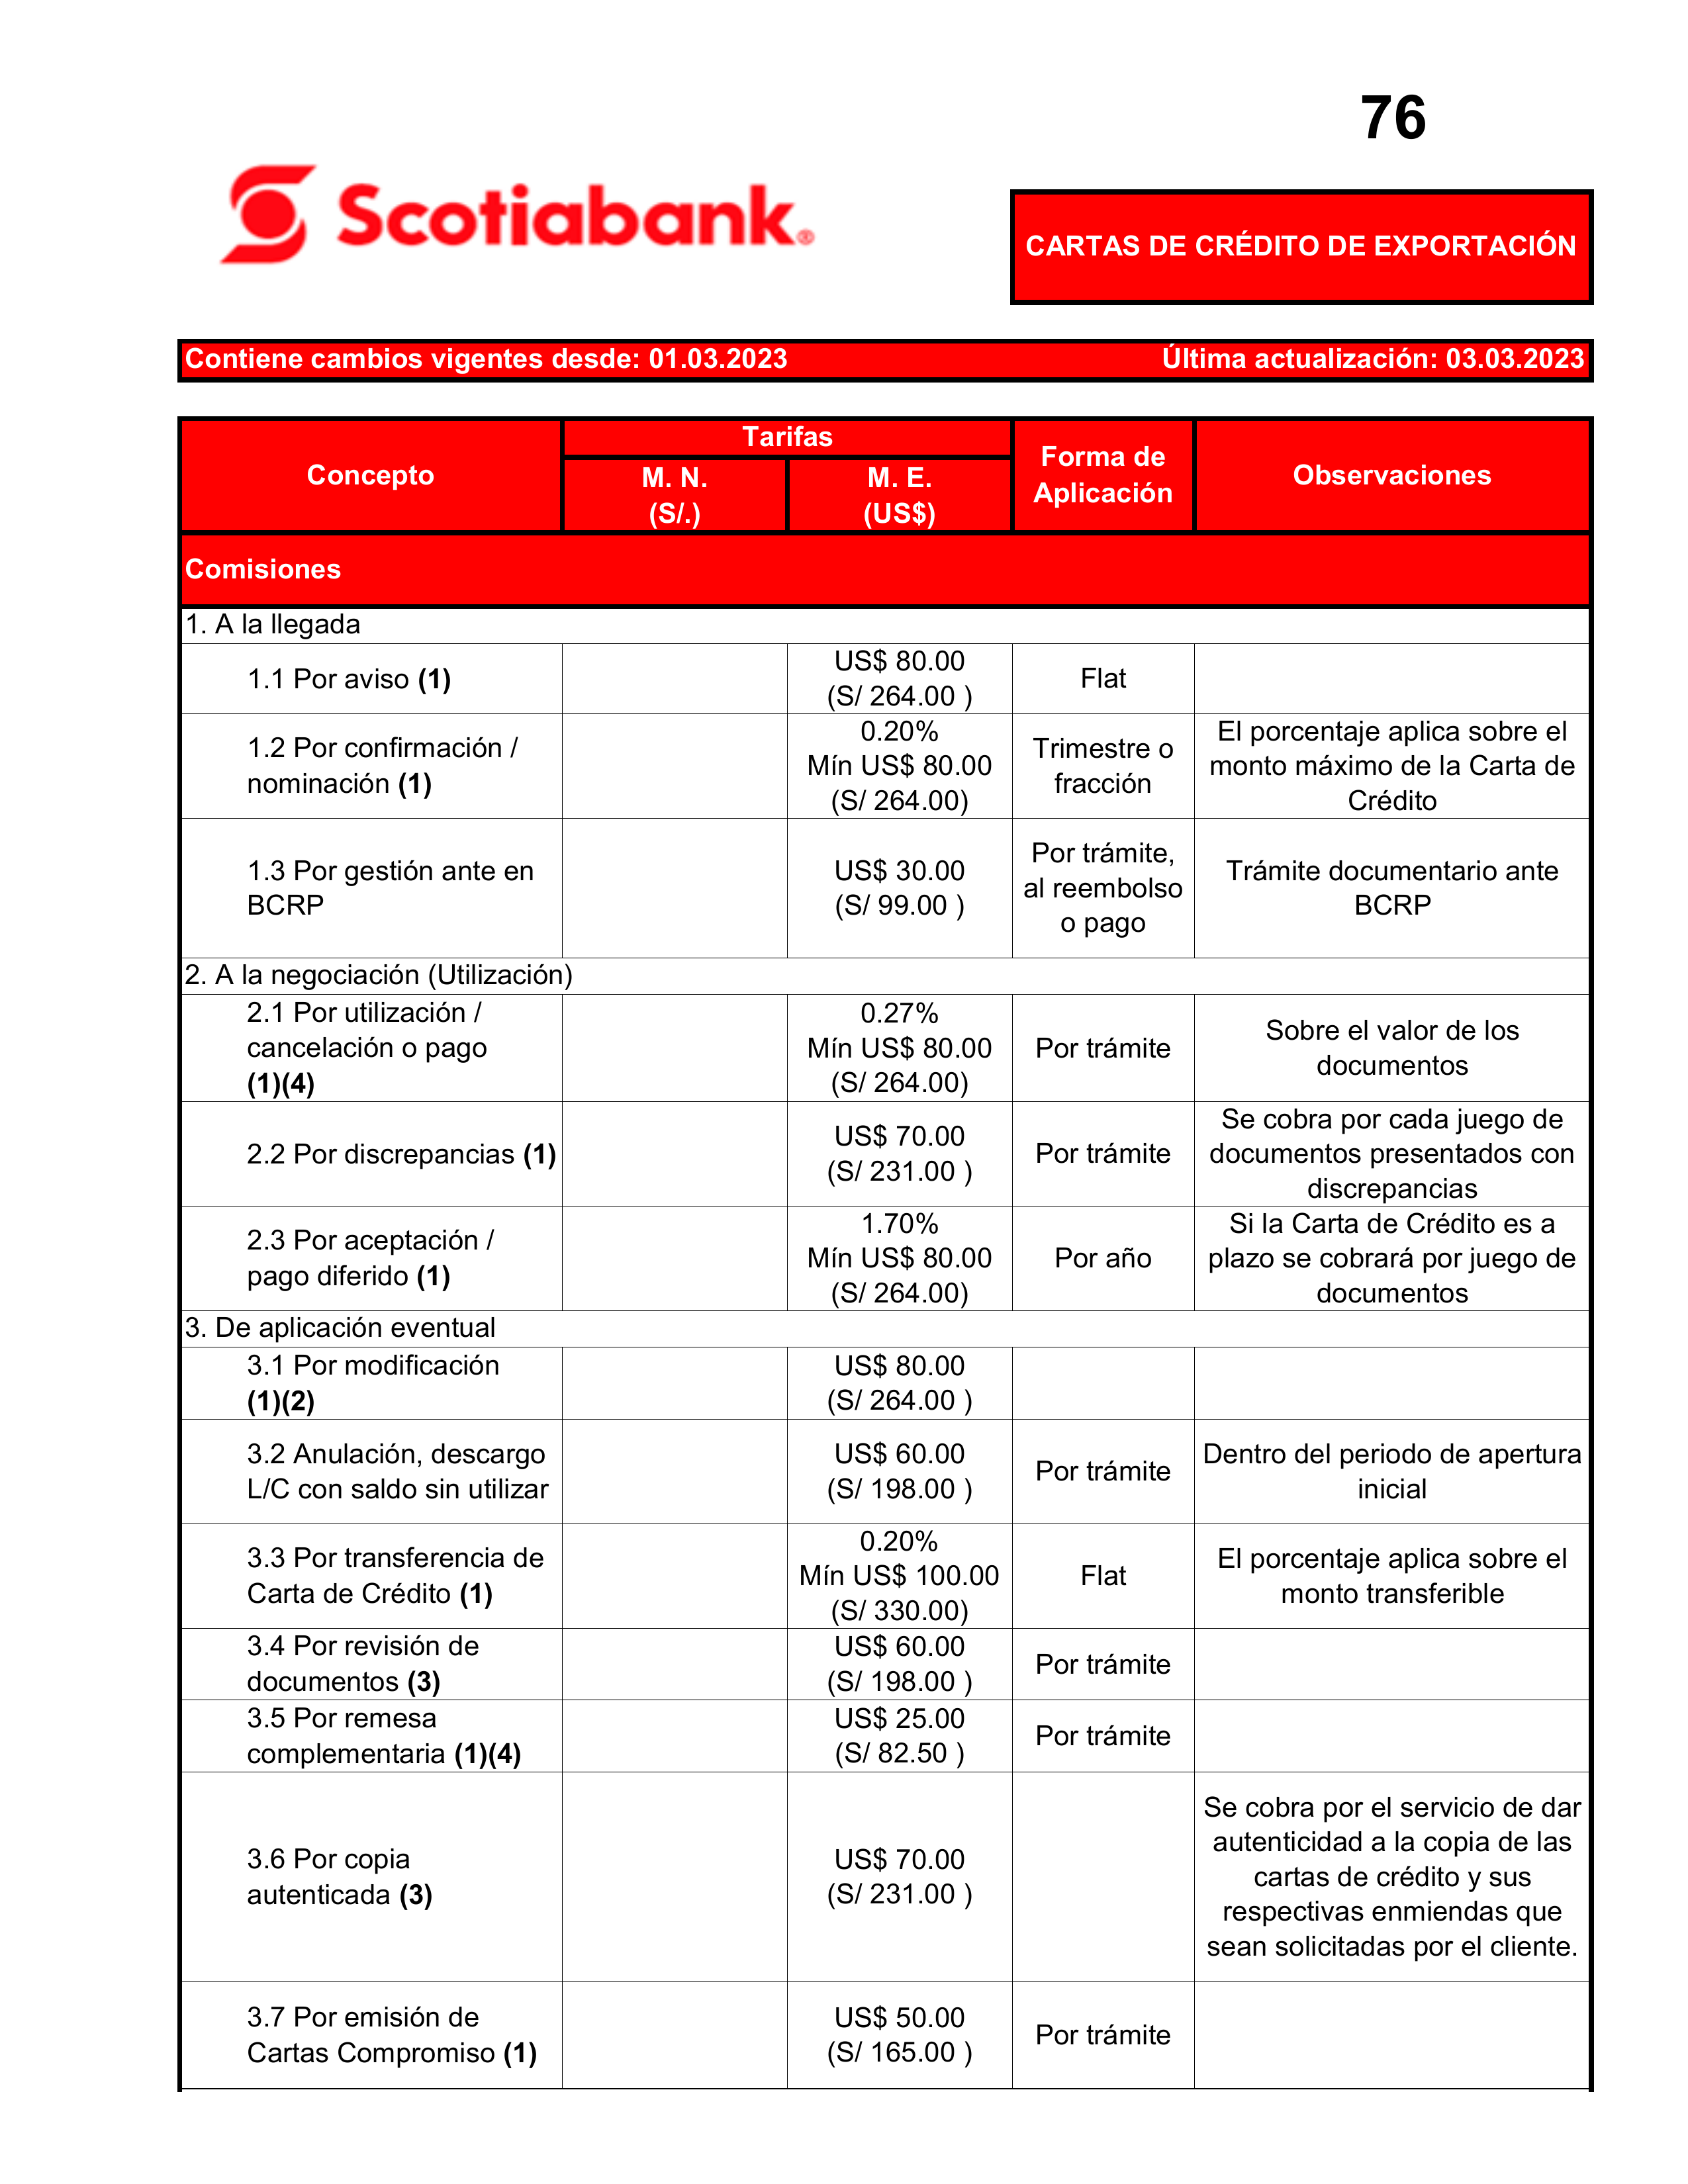 76
Scotiabank®
CARTAS DE CRÉDITO DE EXPORTACIÓN
Contiene cambios vigentes desde: 01.03.2023
Última actualización: 03.03.2023
Concepto
Tarifas
M. N.
(S/.)
M. E.
(US$)
Forma de
Aplicación
Observaciones
Comisiones
1. A la llegada
1.1 Por aviso (1)
US$ 80.00
(S/ 264.00 )
Flat
1.2 Por confirmación /
nominación (1)
0.20%
Mín US$ 80.00
(S/ 264.00)
Trimestre o
fracción
El porcentaje aplica sobre el
monto máximo de la Carta de
Crédito
1.3 Por gestión ante en
BCRP
US$ 30.00
(S/ 99.00 )
Por trámite,
al reembolso
o pago
Trámite documentario ante
BCRP
2. A la negociación (Utilización)
2.1 Por utilización /
cancelación o pago
(1)(4)
0.27%
Mín US$ 80.00
(S/ 264.00)
Por trámite
Sobre el valor de los
documentos
2.2 Por discrepancias (1)
US$ 70.00
(S/ 231.00 )
Por trámite
Se cobra por cada juego de
documentos presentados con
discrepancias
2.3 Por aceptación /
pago diferido (1)
1.70%
Mín US$ 80.00
(S/ 264.00)
Por año
Si la Carta de Crédito es a
plazo se cobrará por juego de
documentos
3. De aplicación eventual
3.1 Por modificación
(1)(2)
US$ 80.00
(S/ 264.00 )
3.2 Anulación, descargo
L/C con saldo sin utilizar
US$ 60.00
(S/ 198.00 )
Por trámite
Dentro del periodo de apertura
inicial
3.3 Por transferencia de
Carta de Crédito (1)
0.20%
Mín US$ 100.00
(S/ 330.00)
Flat
El porcentaje aplica sobre el
monto transferible
3.4 Por revisión de
documentos (3)
US$ 60.00
(S/ 198.00 )
Por trámite
3.5 Por remesa
complementaria (1)(4)
US$ 25.00
(S/ 82.50 )
Por trámite
3.6 Por copia
autenticada (3)
US$ 70.00
(S/ 231.00 )
Se cobra por el servicio de dar
autenticidad a la copia de las
cartas de crédito y sus
respectivas enmiendas que
sean solicitadas por el cliente.
3.7 Por emisión de
Cartas Compromiso (1)
US$ 50.00
(S/ 165.00 )
Por trámite